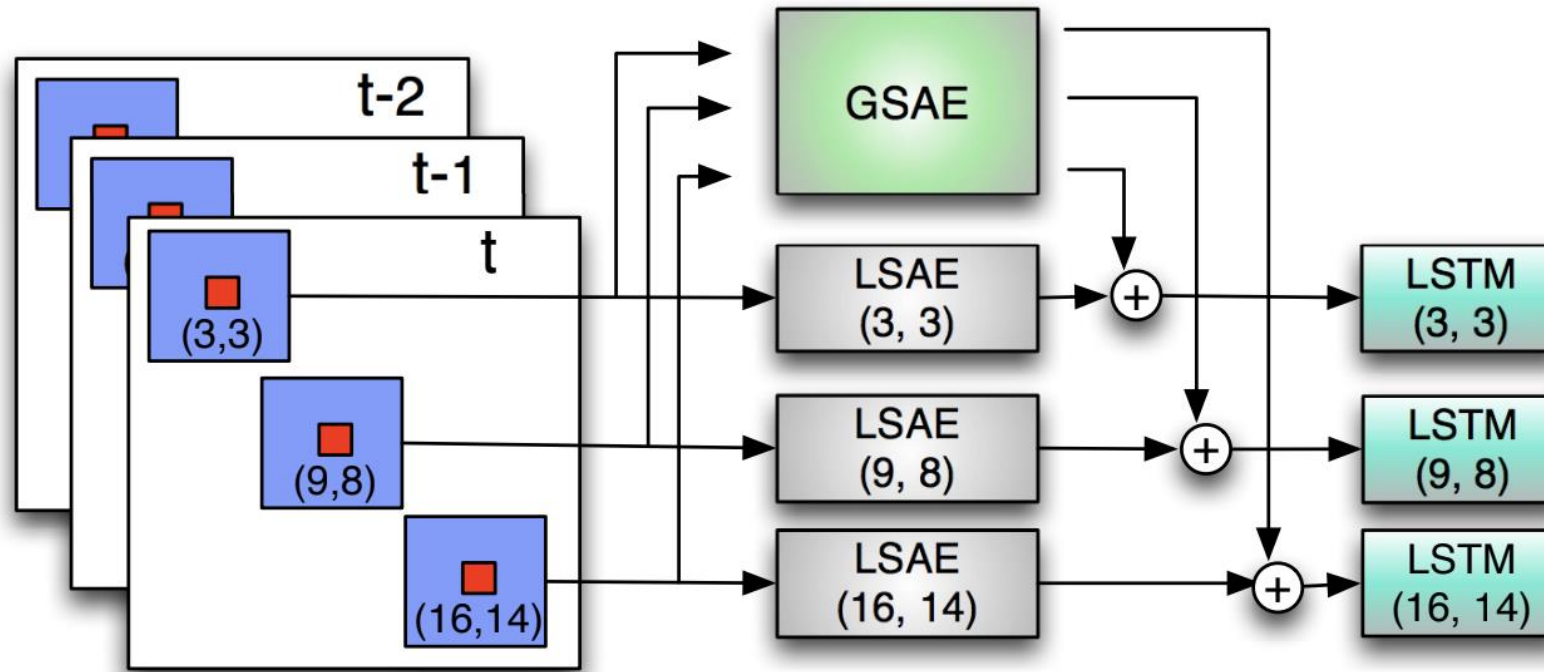 t-2
t-1
t
(3,3)
(9,8)
(16,14)
GSAE
LSAE
(3, 3)
LSAE
(9, 8)
LSAE
(16, 14)
+
+
+
LSTM
(3, 3)
LSTM
(9, 8)
LSTM
(16, 14)